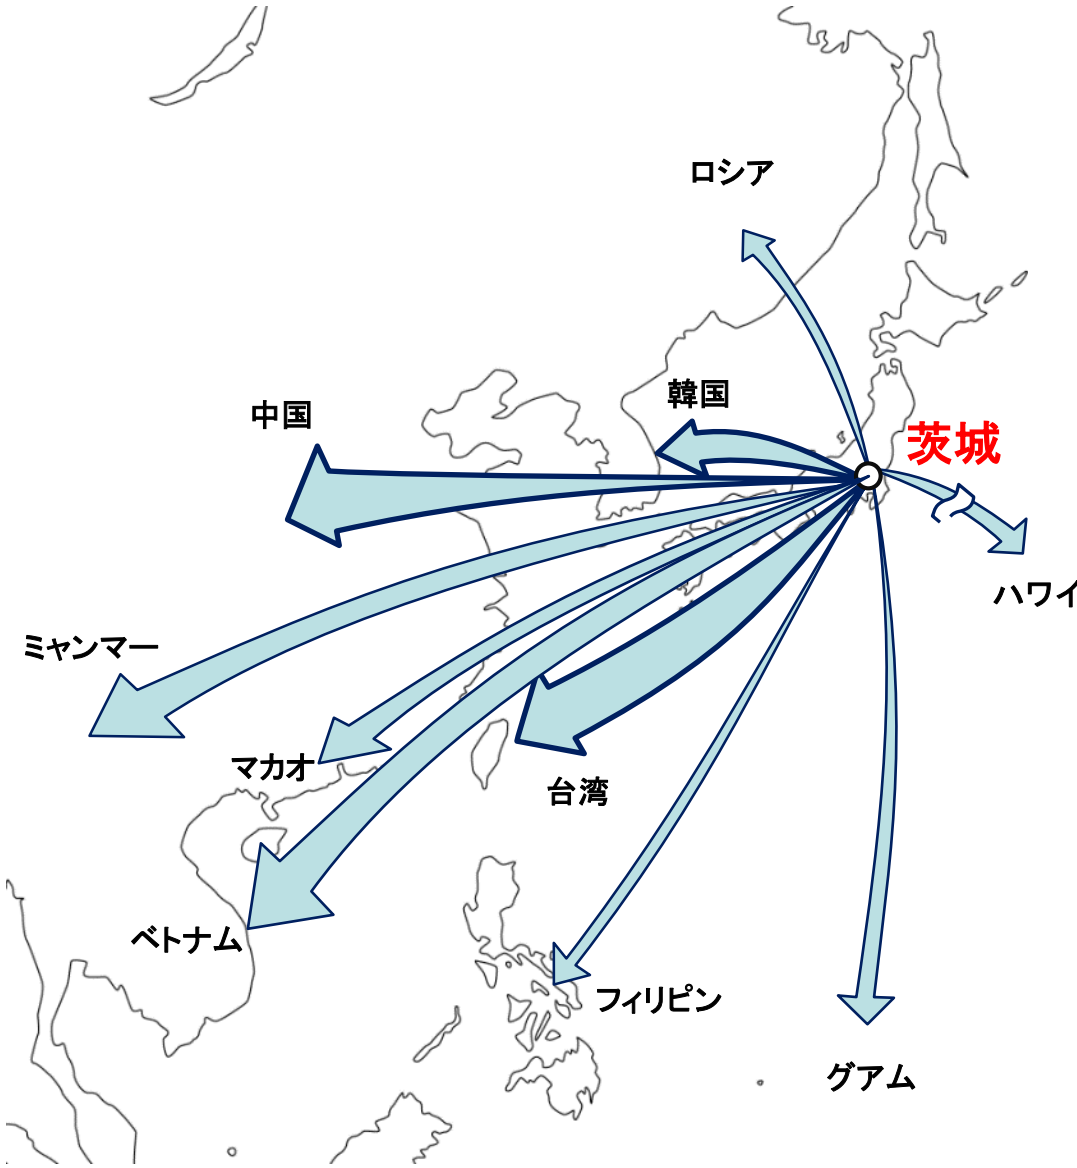 ロシア
韓国
中国
茨城
ハワイ
ミャンマー
マカオ
台湾
ベトナム
フィリピン
グアム